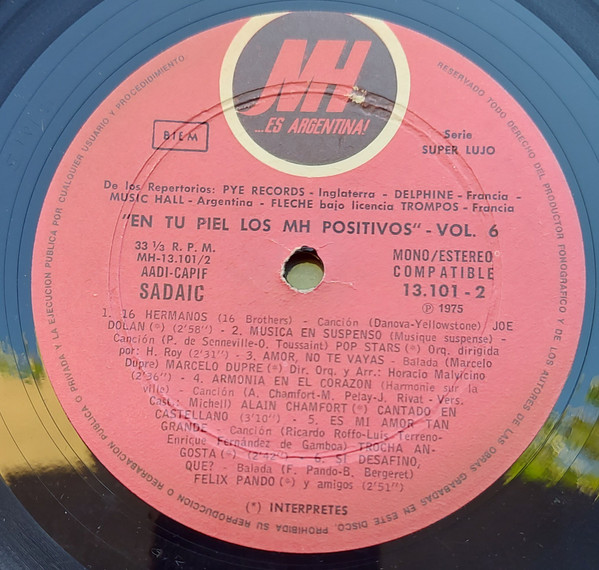 MH
...ES ARGENTINA!
BIEM
Serie
SUPER LUJO
De los Repertorios: PYE RECORDS - Inglaterra - DELPHINE - Francia -
MUSIC HALL - Argentina - FLECHE bajo licencia TROMPOS - Francia
"EN TU PIEL LOS MH POSITIVOS" - VOL. 6
33 1/3 R. P. M.
MH-13.101/2
AADI-CAPIF
SADAIC
MONO/ESTEREO
COMPATIBLE
13.101 - 2
Ⓟ 1975
1. 16 HERMANOS (16 Brothers) - Canción (Danova-Yellowstone) JOE
DOLAN (*) (2'58'') - 2. MUSICA EN SUSPENSO (Musique suspense) -
Canción (P. de Senneville-O. Toussaint) POP STARS (*) Orq. dirigida
por: H. Roy (2'31'') - 3. AMOR, NO TE VAYAS - Balada (Marcelo
Dupre) MARCELO DUPRE (*) Dir. Orq. y Arr.: Horacio Malvicino
(2'36'') - 4. ARMONIA EN EL CORAZON (Harmonie sur la
ville) - Canción (A. Chamfort-M. Pelay-J. Rivat - Vers.
Cast.: Michel) ALAIN CHAMFORT (*) CANTADO EN
CASTELLANO (3'10'') - 5. ES MI AMOR TAN
GRANDE - Canción (Ricardo Roffo-Luis Terreno-
Enrique Fernández de Gamboa) TROCHA AN-
GOSTA (*) (2'42'') - 6. SI DESAFINO,
QUE? - Balada (F. Pando-B. Bergeret)
FELIX PANDO (*) y amigos (2'51'')
(*) INTERPRETES
RESERVADO TODO DERECHO DEL PRODUCTOR FONOGRAFICO Y DE LOS AUTORES DE LAS OBRAS GRABADAS EN ESTE DISCO. PROHIBIDA SU REPRODUCCION O REGRABACION PUBLICA O PRIVADA Y LA EJECUCION PUBLICA POR CUALQUIER USUARIO Y PROCEDIMIENTO.